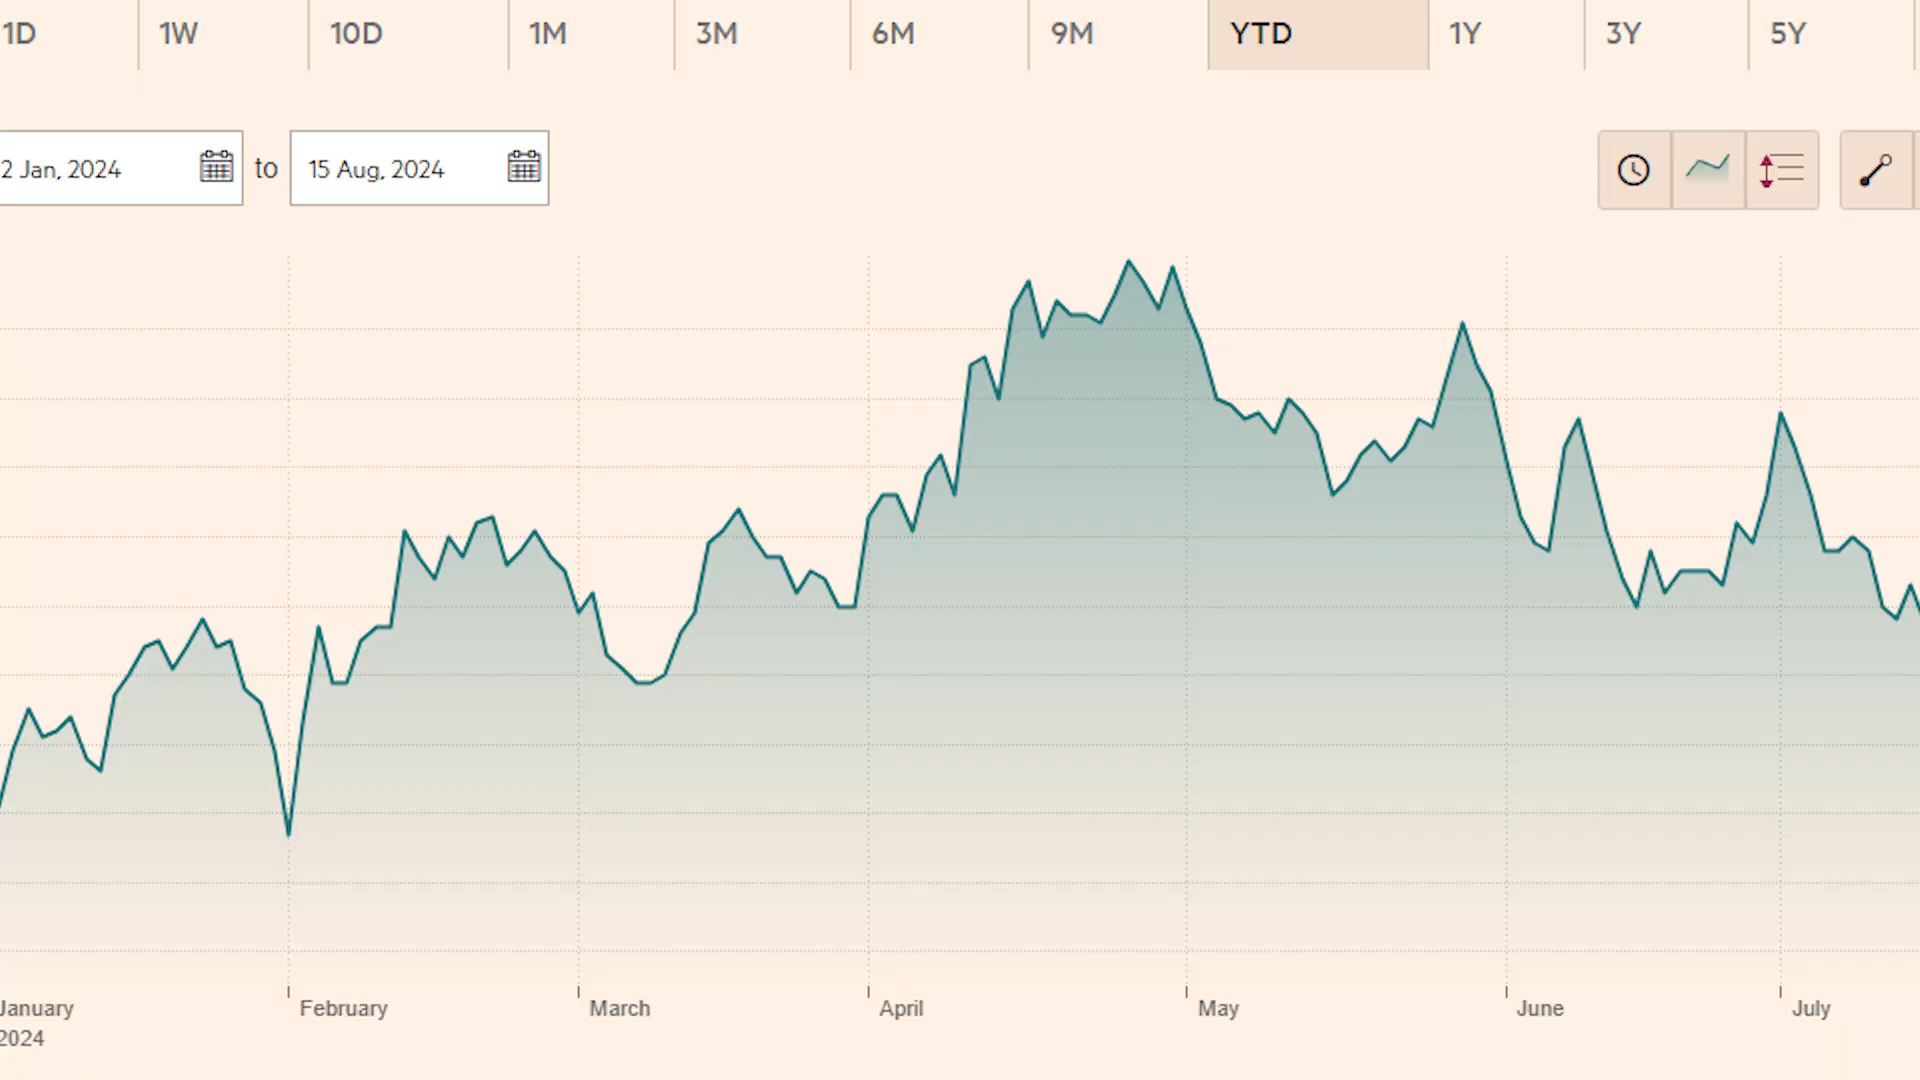 1D 1W 10D 1M 3M 6M 9M YTD 1Y 3Y 5Y
2 Jan, 2024 to 15 Aug, 2024
January February March April May June July
2024